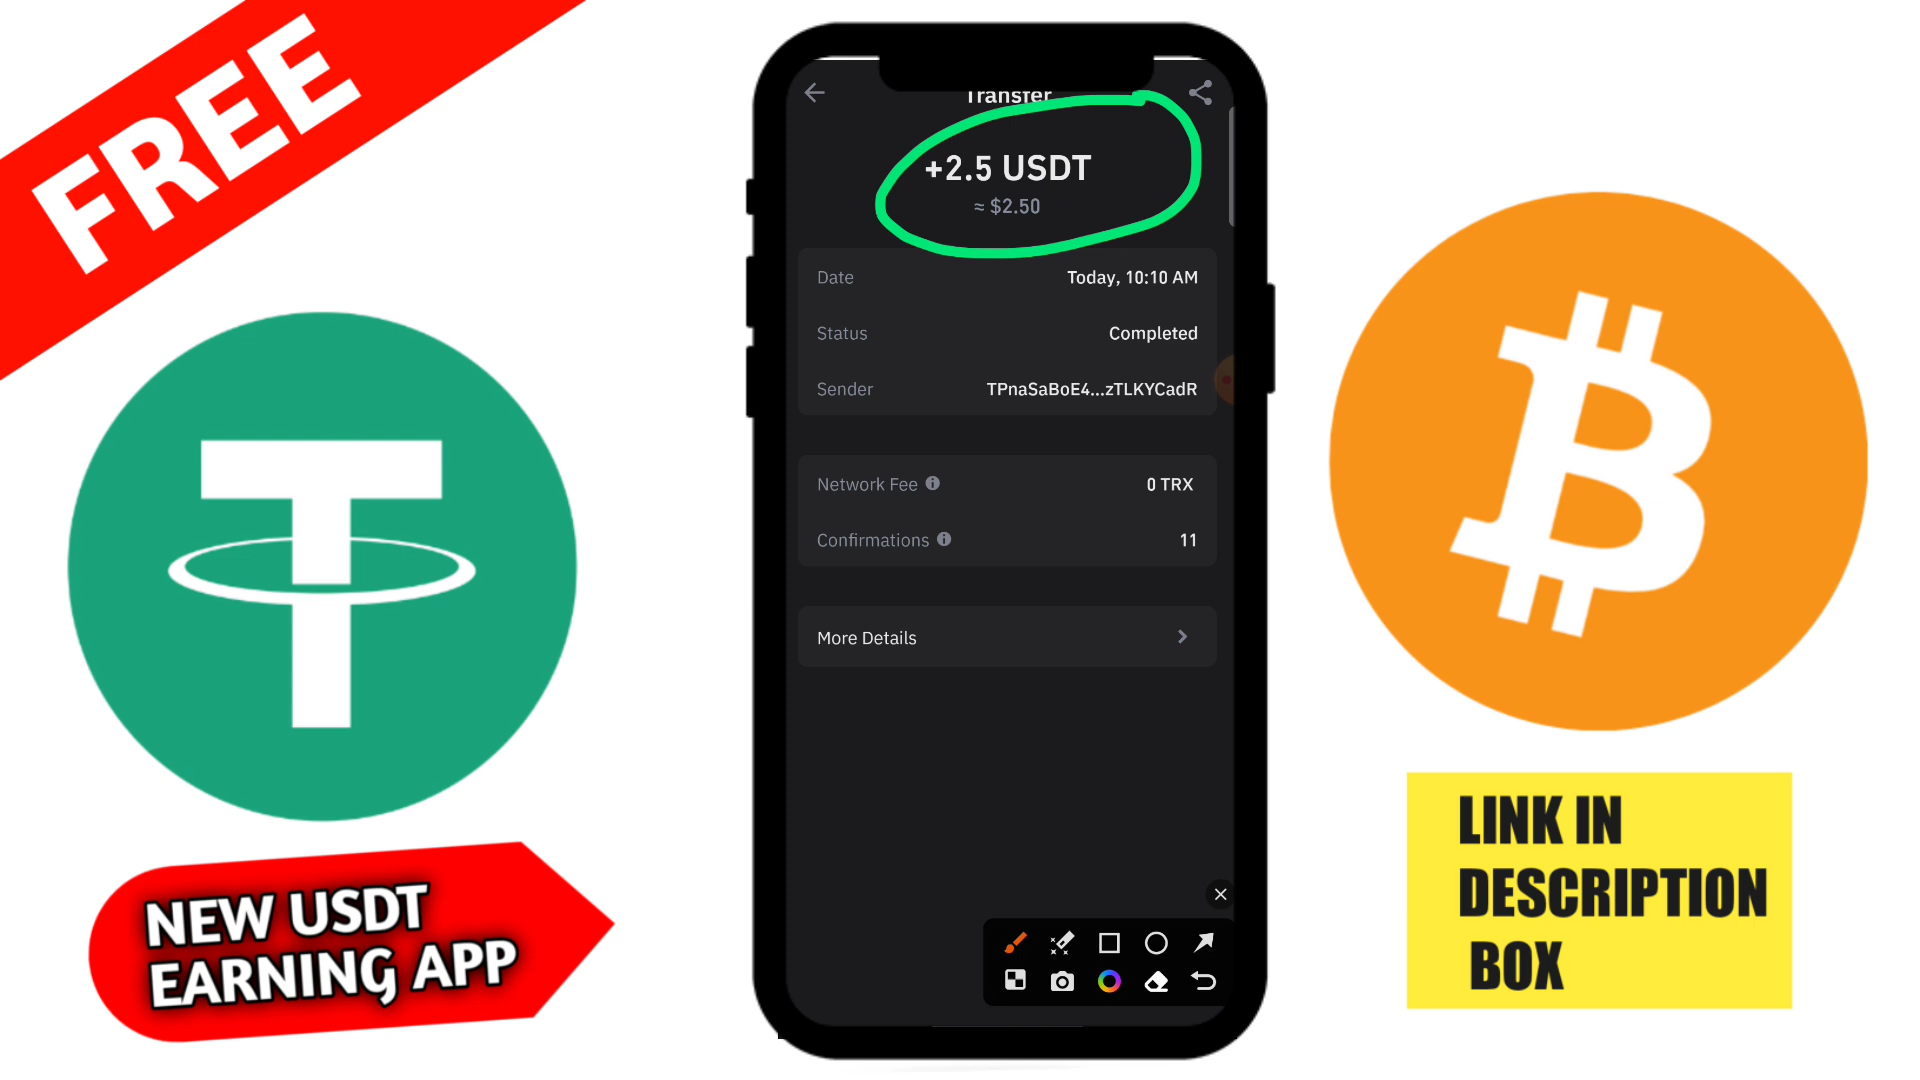 FREE
Transfer
+2.5 USDT
≈ $2.50
Date Today, 10:10 AM
Status Completed
Sender TPnaSaBoE4...zTLKYCadR
Network Fee 0 TRX
Confirmations 11
More Details
NEW USDT
EARNING APP
LINK IN
DESCRIPTION
BOX